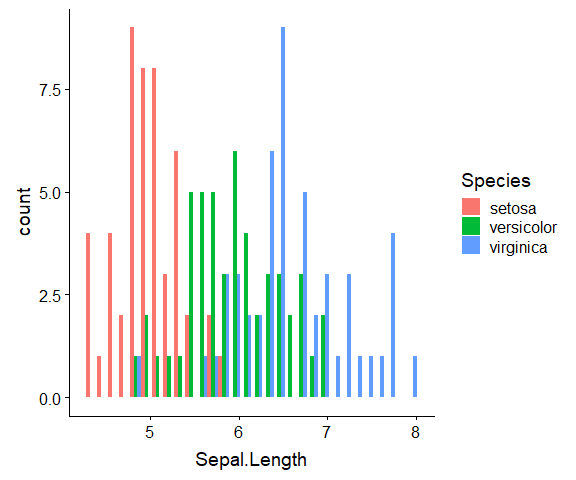 7.5
5.0
2.5
0.0
count
5 6 7 8
Sepal.Length
Species
setosa
versicolor
virginica